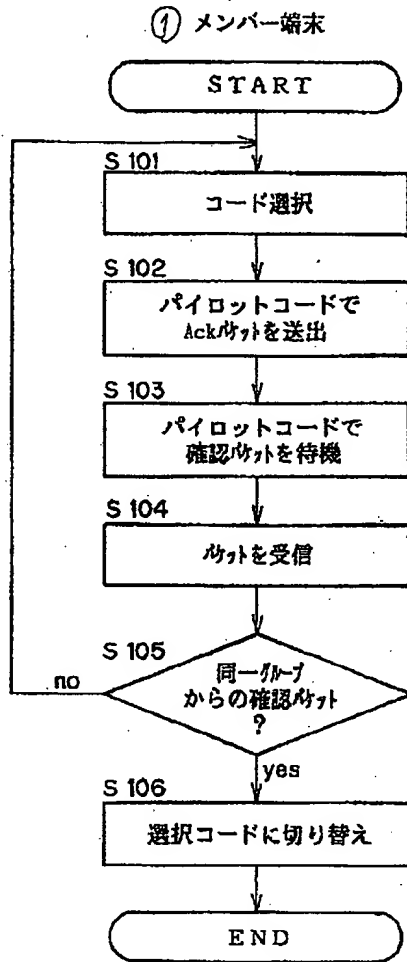 ① メンバー端末
START
S 101
コード選択
S 102
パイロットコードで
Ackパケットを送出
S 103
パイロットコードで
確認パケットを待機
S 104
パケットを受信
S 105
同一グループ
からの確認パケット
?
no
yes
S 106
選択コードに切り替え
END